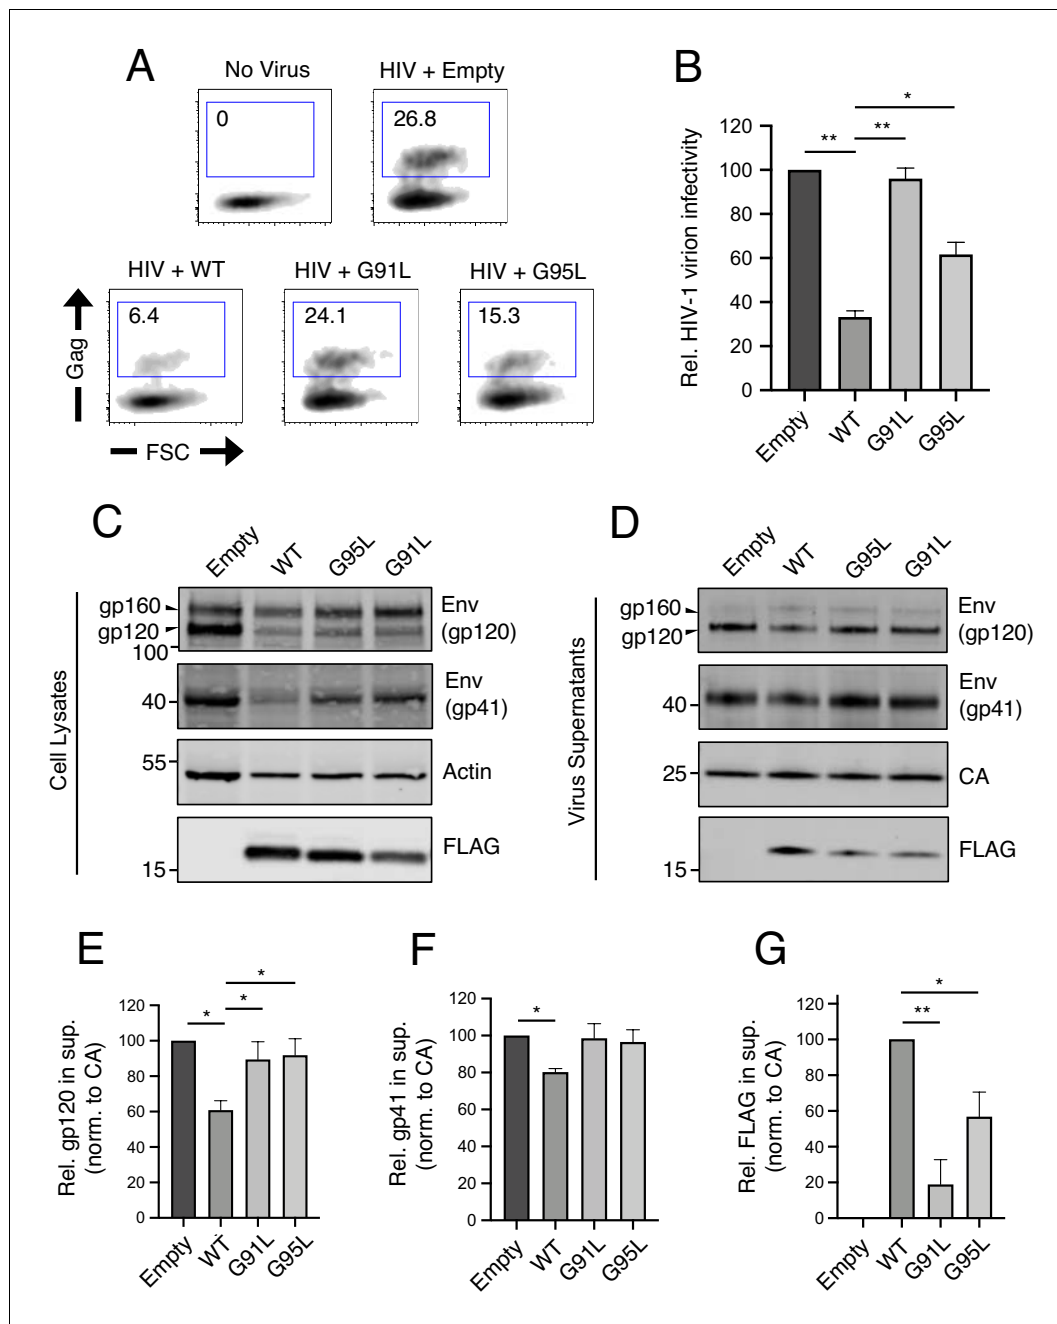 A
No Virus
HIV + Empty
0
26.8
HIV + WT
HIV + G91L
HIV + G95L
6.4
24.1
15.3
Gag
FSC
B
Rel. HIV-1 virion infectivity
120
100
80
60
40
20
0
**
**
*
Empty
WT
G91L
G95L
C
Empty
WT
G95L
G91L
Cell Lysates
gp160
gp120
100
Env
(gp120)
40
Env
(gp41)
55
Actin
15
FLAG
D
Empty
WT
G95L
G91L
Virus Supernatants
gp160
gp120
Env
(gp120)
40
Env
(gp41)
25
CA
15
FLAG
E
Rel. gp120 in sup.
(norm. to CA)
120
100
80
60
40
20
0
*
*
*
Empty
WT
G91L
G95L
F
Rel. gp41 in sup.
(norm. to CA)
120
100
80
60
40
20
0
*
Empty
WT
G91L
G95L
G
Rel. FLAG in sup.
(norm. to CA)
120
100
80
60
40
20
0
*
**
Empty
WT
G91L
G95L